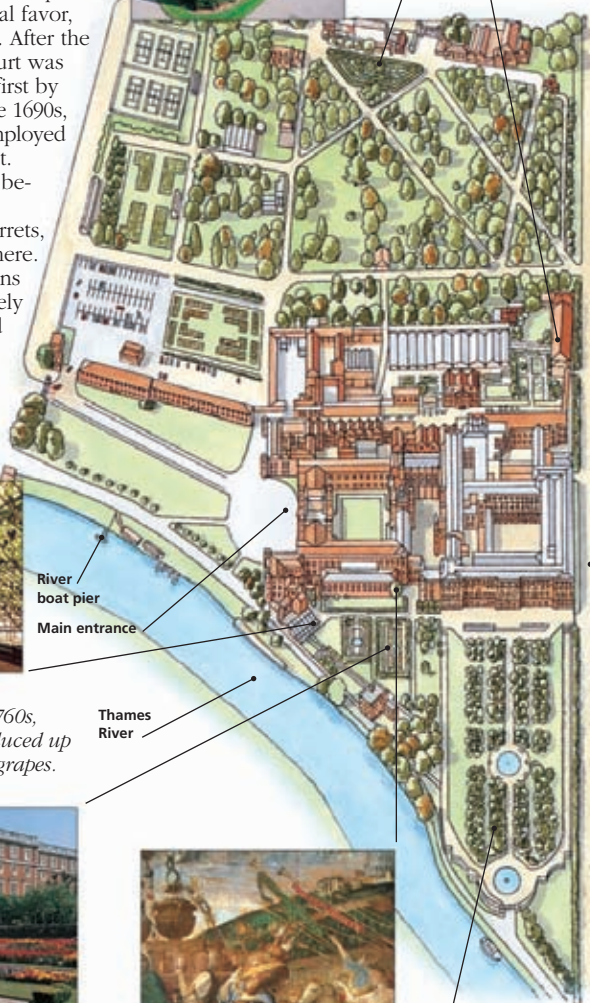 al favor,
. After the
urt was
first by
e 1690s,
mployed
t.
be-
rrets,
here.
ns
ely
River
boat pier
Main entrance
Thames
River
760s,
duced up
grapes.